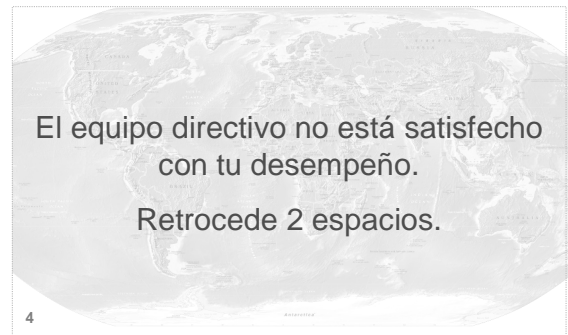 El equipo directivo no está satisfecho
con tu desempeño.
Retrocede 2 espacios.
4